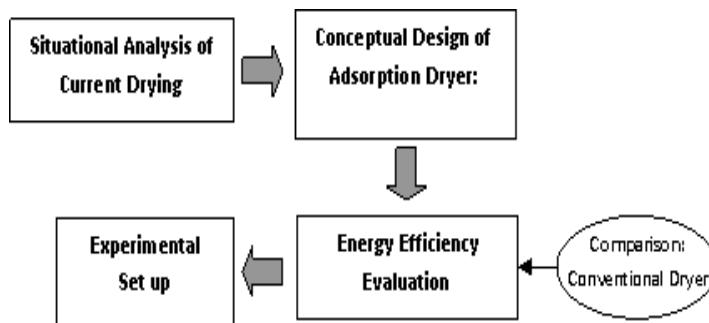 Situational Analysis of
Current Drying
Conceptual Design of
Adsorption Dryer:
Energy Efficiency
Evaluation
Comparison:
Conventional Dryer
Experimental
Set up